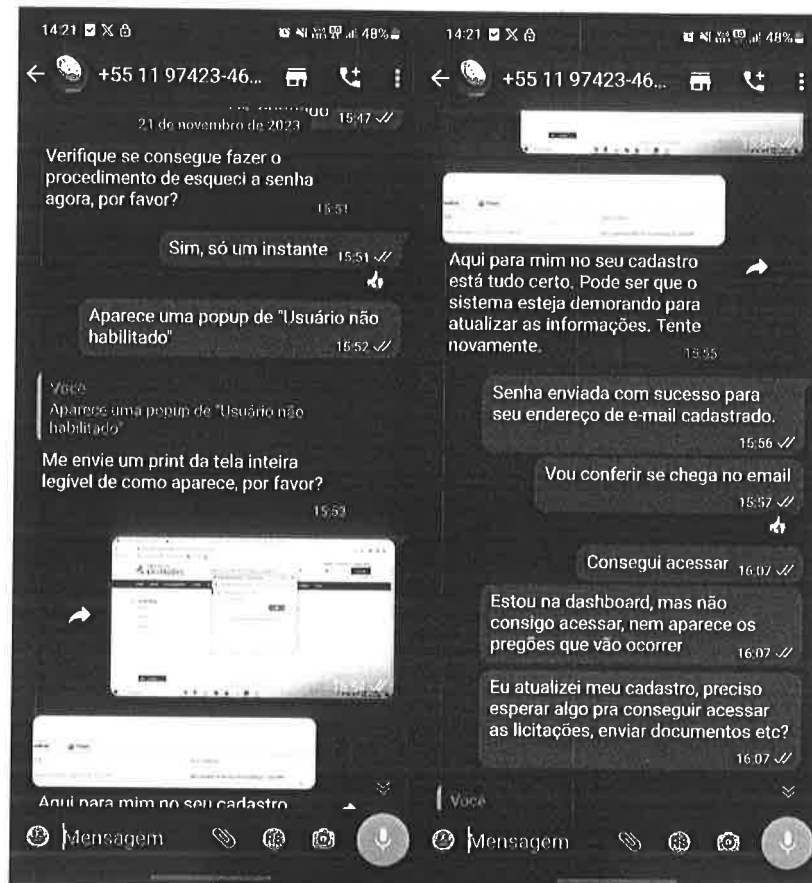 14:21
48%
+55 11 97423-46...
21 de novembro de 2023
15:47
Verifique se consegue fazer o
procedimento de esqueci a senha
agora, por favor?
15:51
Sim, só um instante
15:51
Aparece uma popup de "Usuário não
habilitado"
15:52
Você
Aparece uma popup de "Usuário não
habilitado"
Me envie um print da tela inteira
legível de como aparece, por favor?
15:53
Aqui para mim no seu cadastro
Mensagem
14:21
48%
+55 11 97423-46...
Aqui para mim no seu cadastro
está tudo certo. Pode ser que o
sistema esteja demorando para
atualizar as informações. Tente
novamente.
15:55
Senha enviada com sucesso para
seu endereço de e-mail cadastrado.
15:56
Vou conferir se chega no email
15:57
Consegui acessar
16:07
Estou na dashboard, mas não
consigo acessar, nem aparece os
pregões que vão ocorrer
16:07
Eu atualizei meu cadastro, preciso
esperar algo pra conseguir acessar
as licitações, enviar documentos etc?
16:07
Você
Mensagem